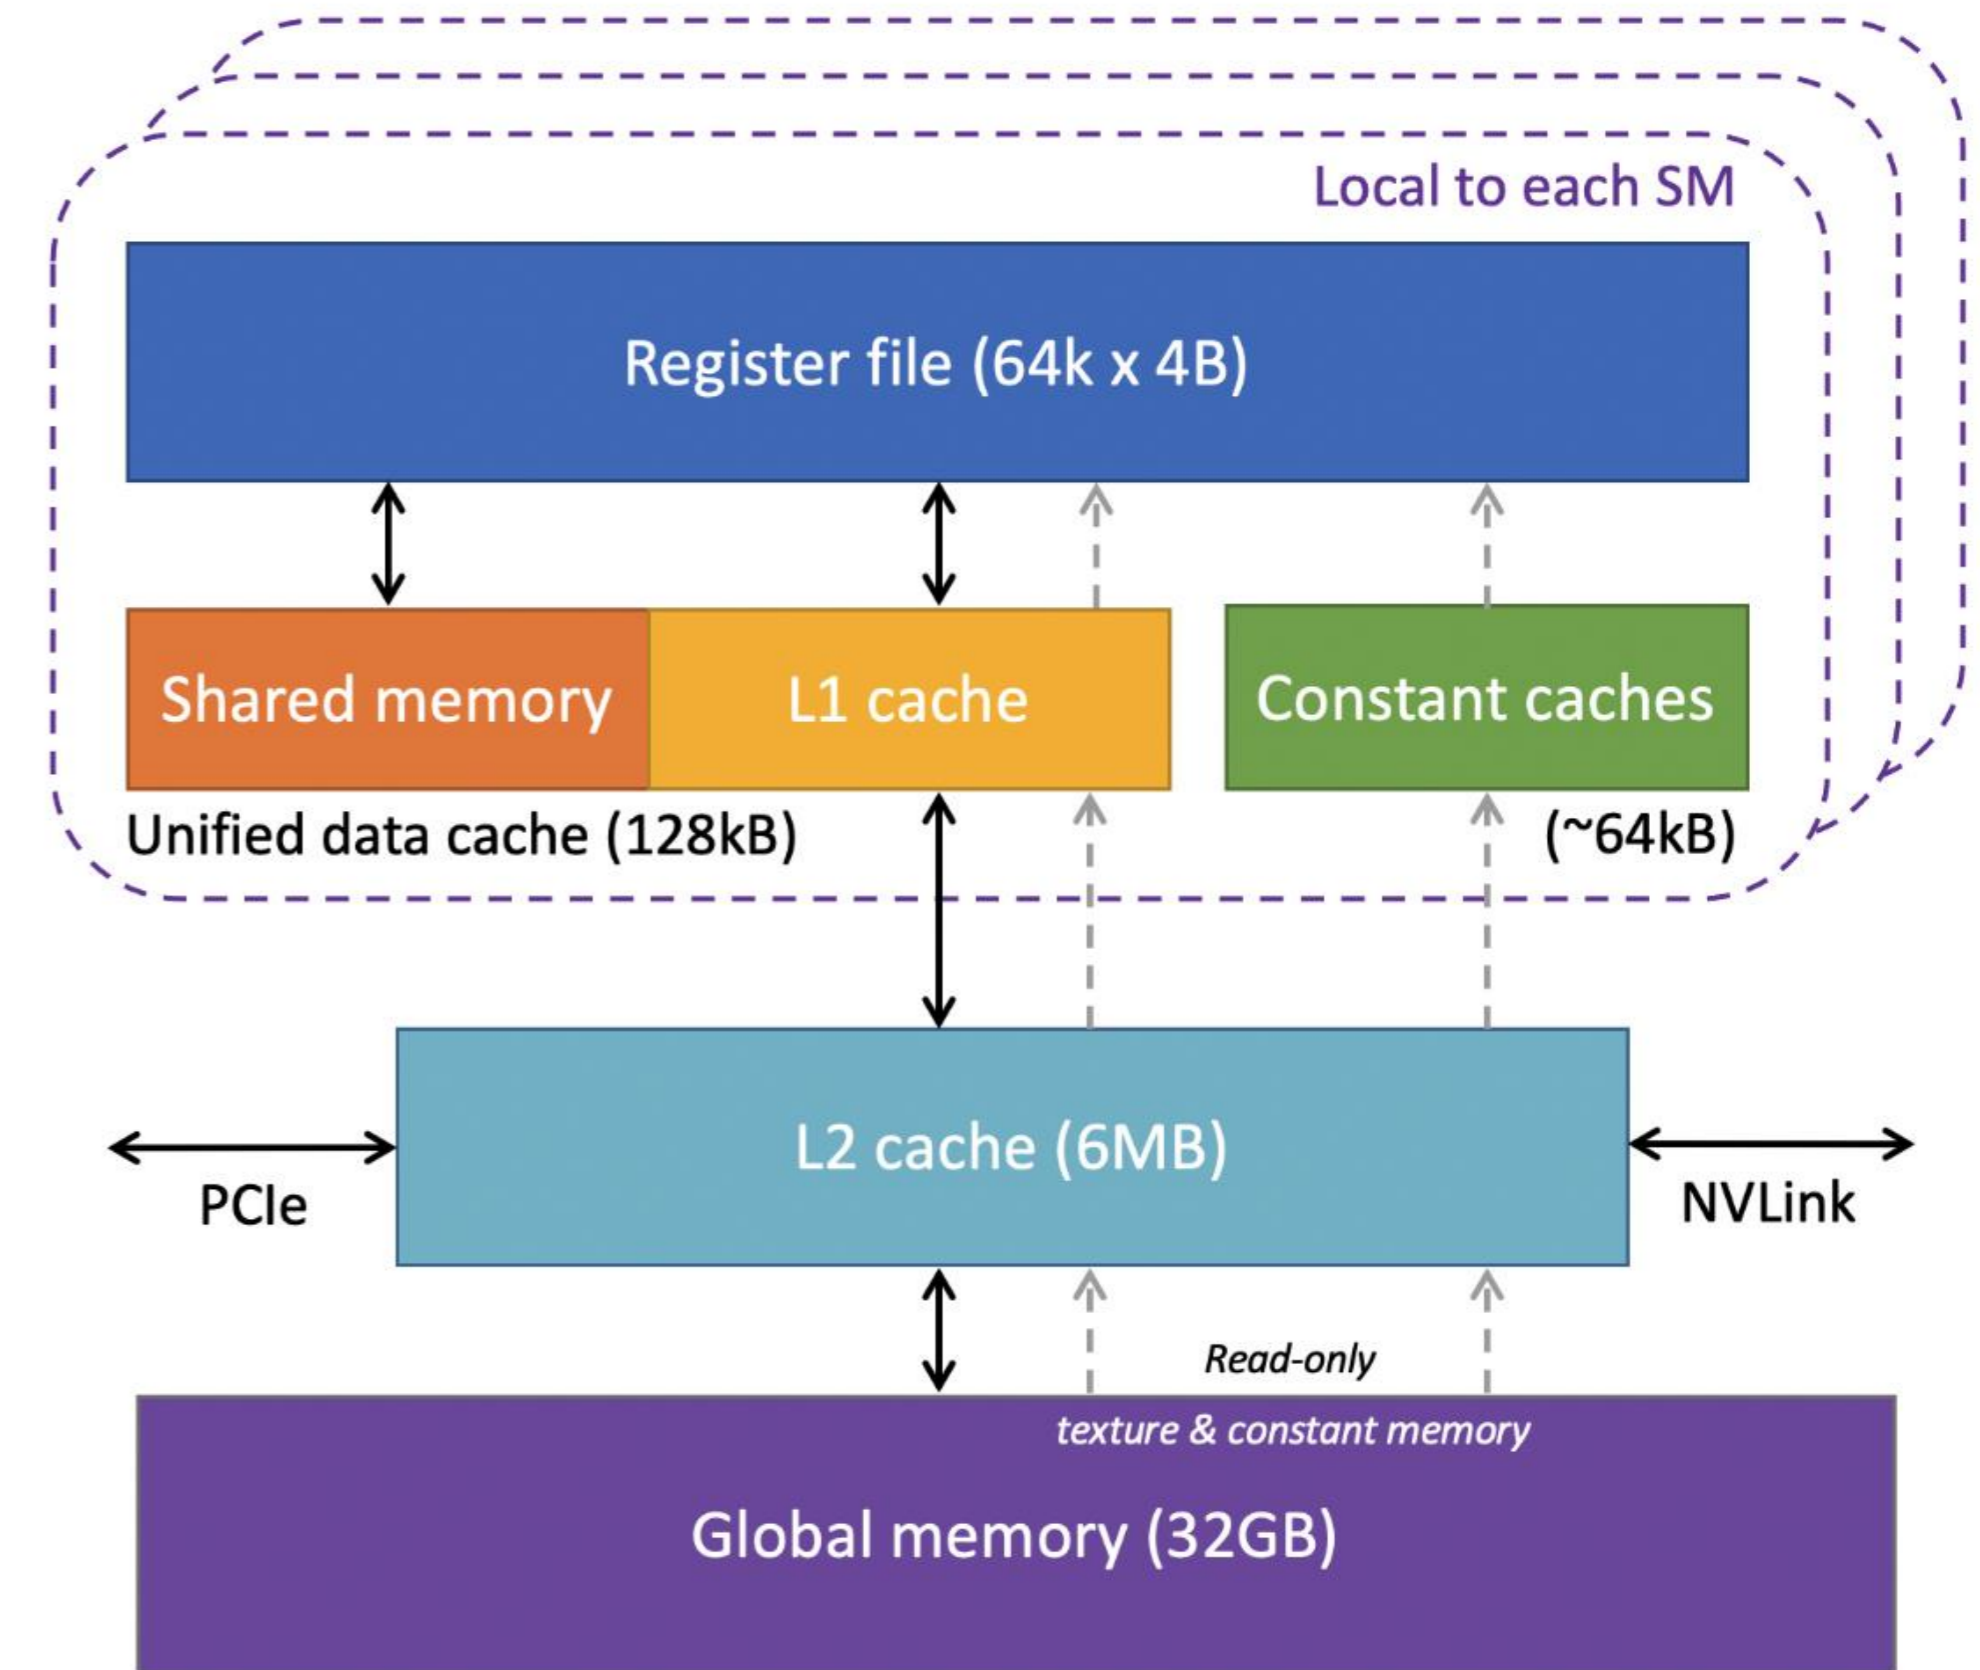 Local to each SM
Register file (64k x 4B)
Shared memory
L1 cache
Constant caches
Unified data cache (128kB)
(~64kB)
L2 cache (6MB)
PCIe
NVLink
Read-only
texture & constant memory
Global memory (32GB)